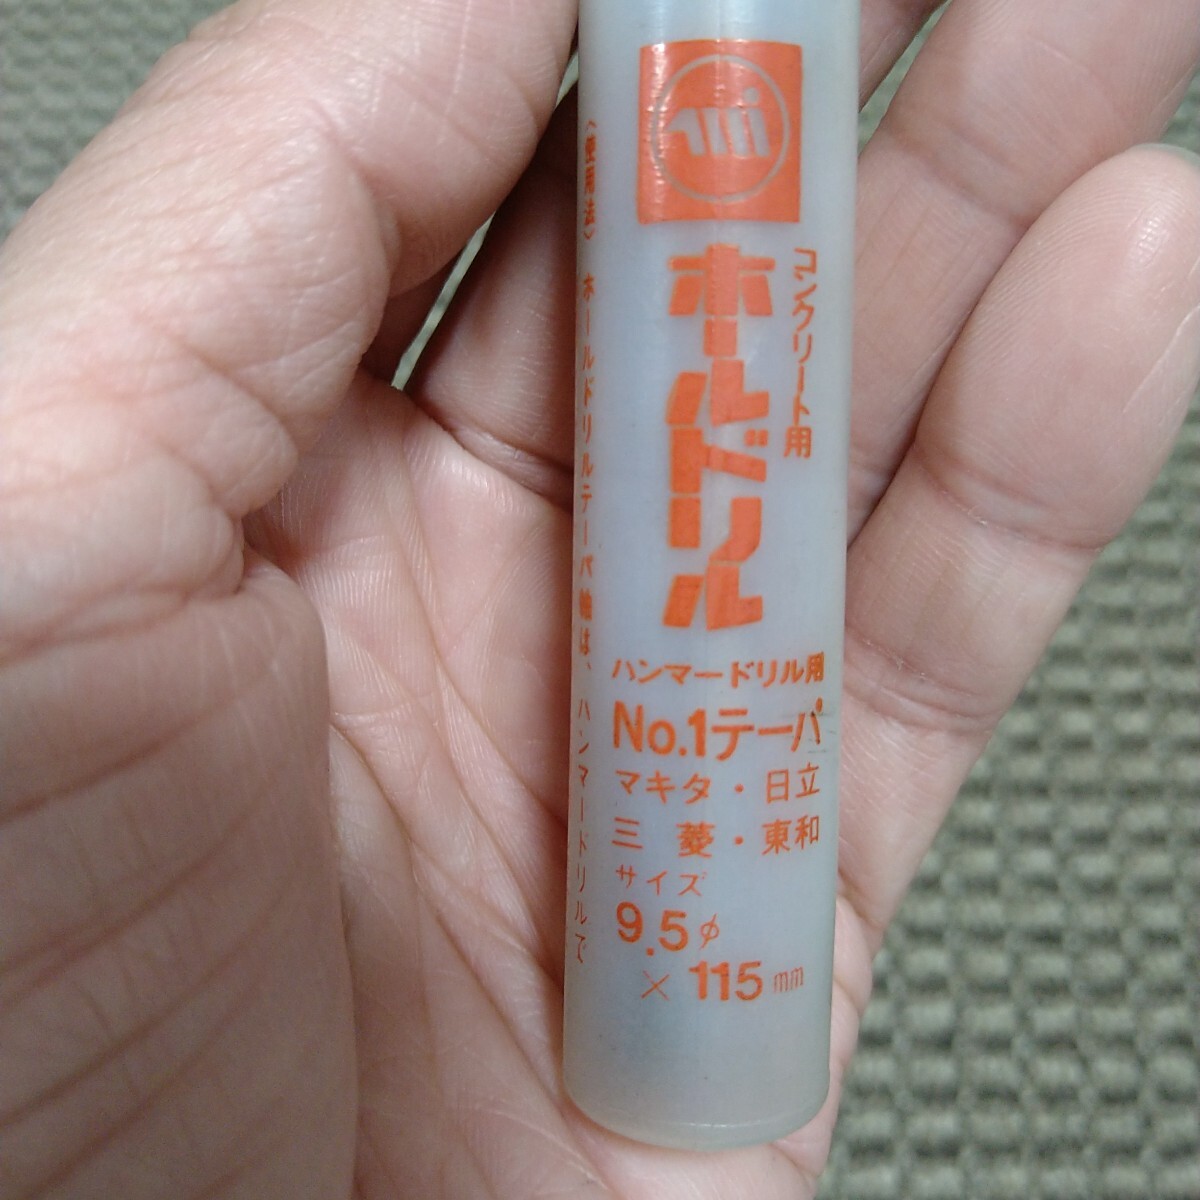 コンクリート用
ホールドリル
ハンマードリル用
No.1テーパ
マキタ・日立
三菱・東和
サイズ
9.5φ
×115mm
〈使用法〉 ホールドリルテーパ軸は、ハンマードリルで